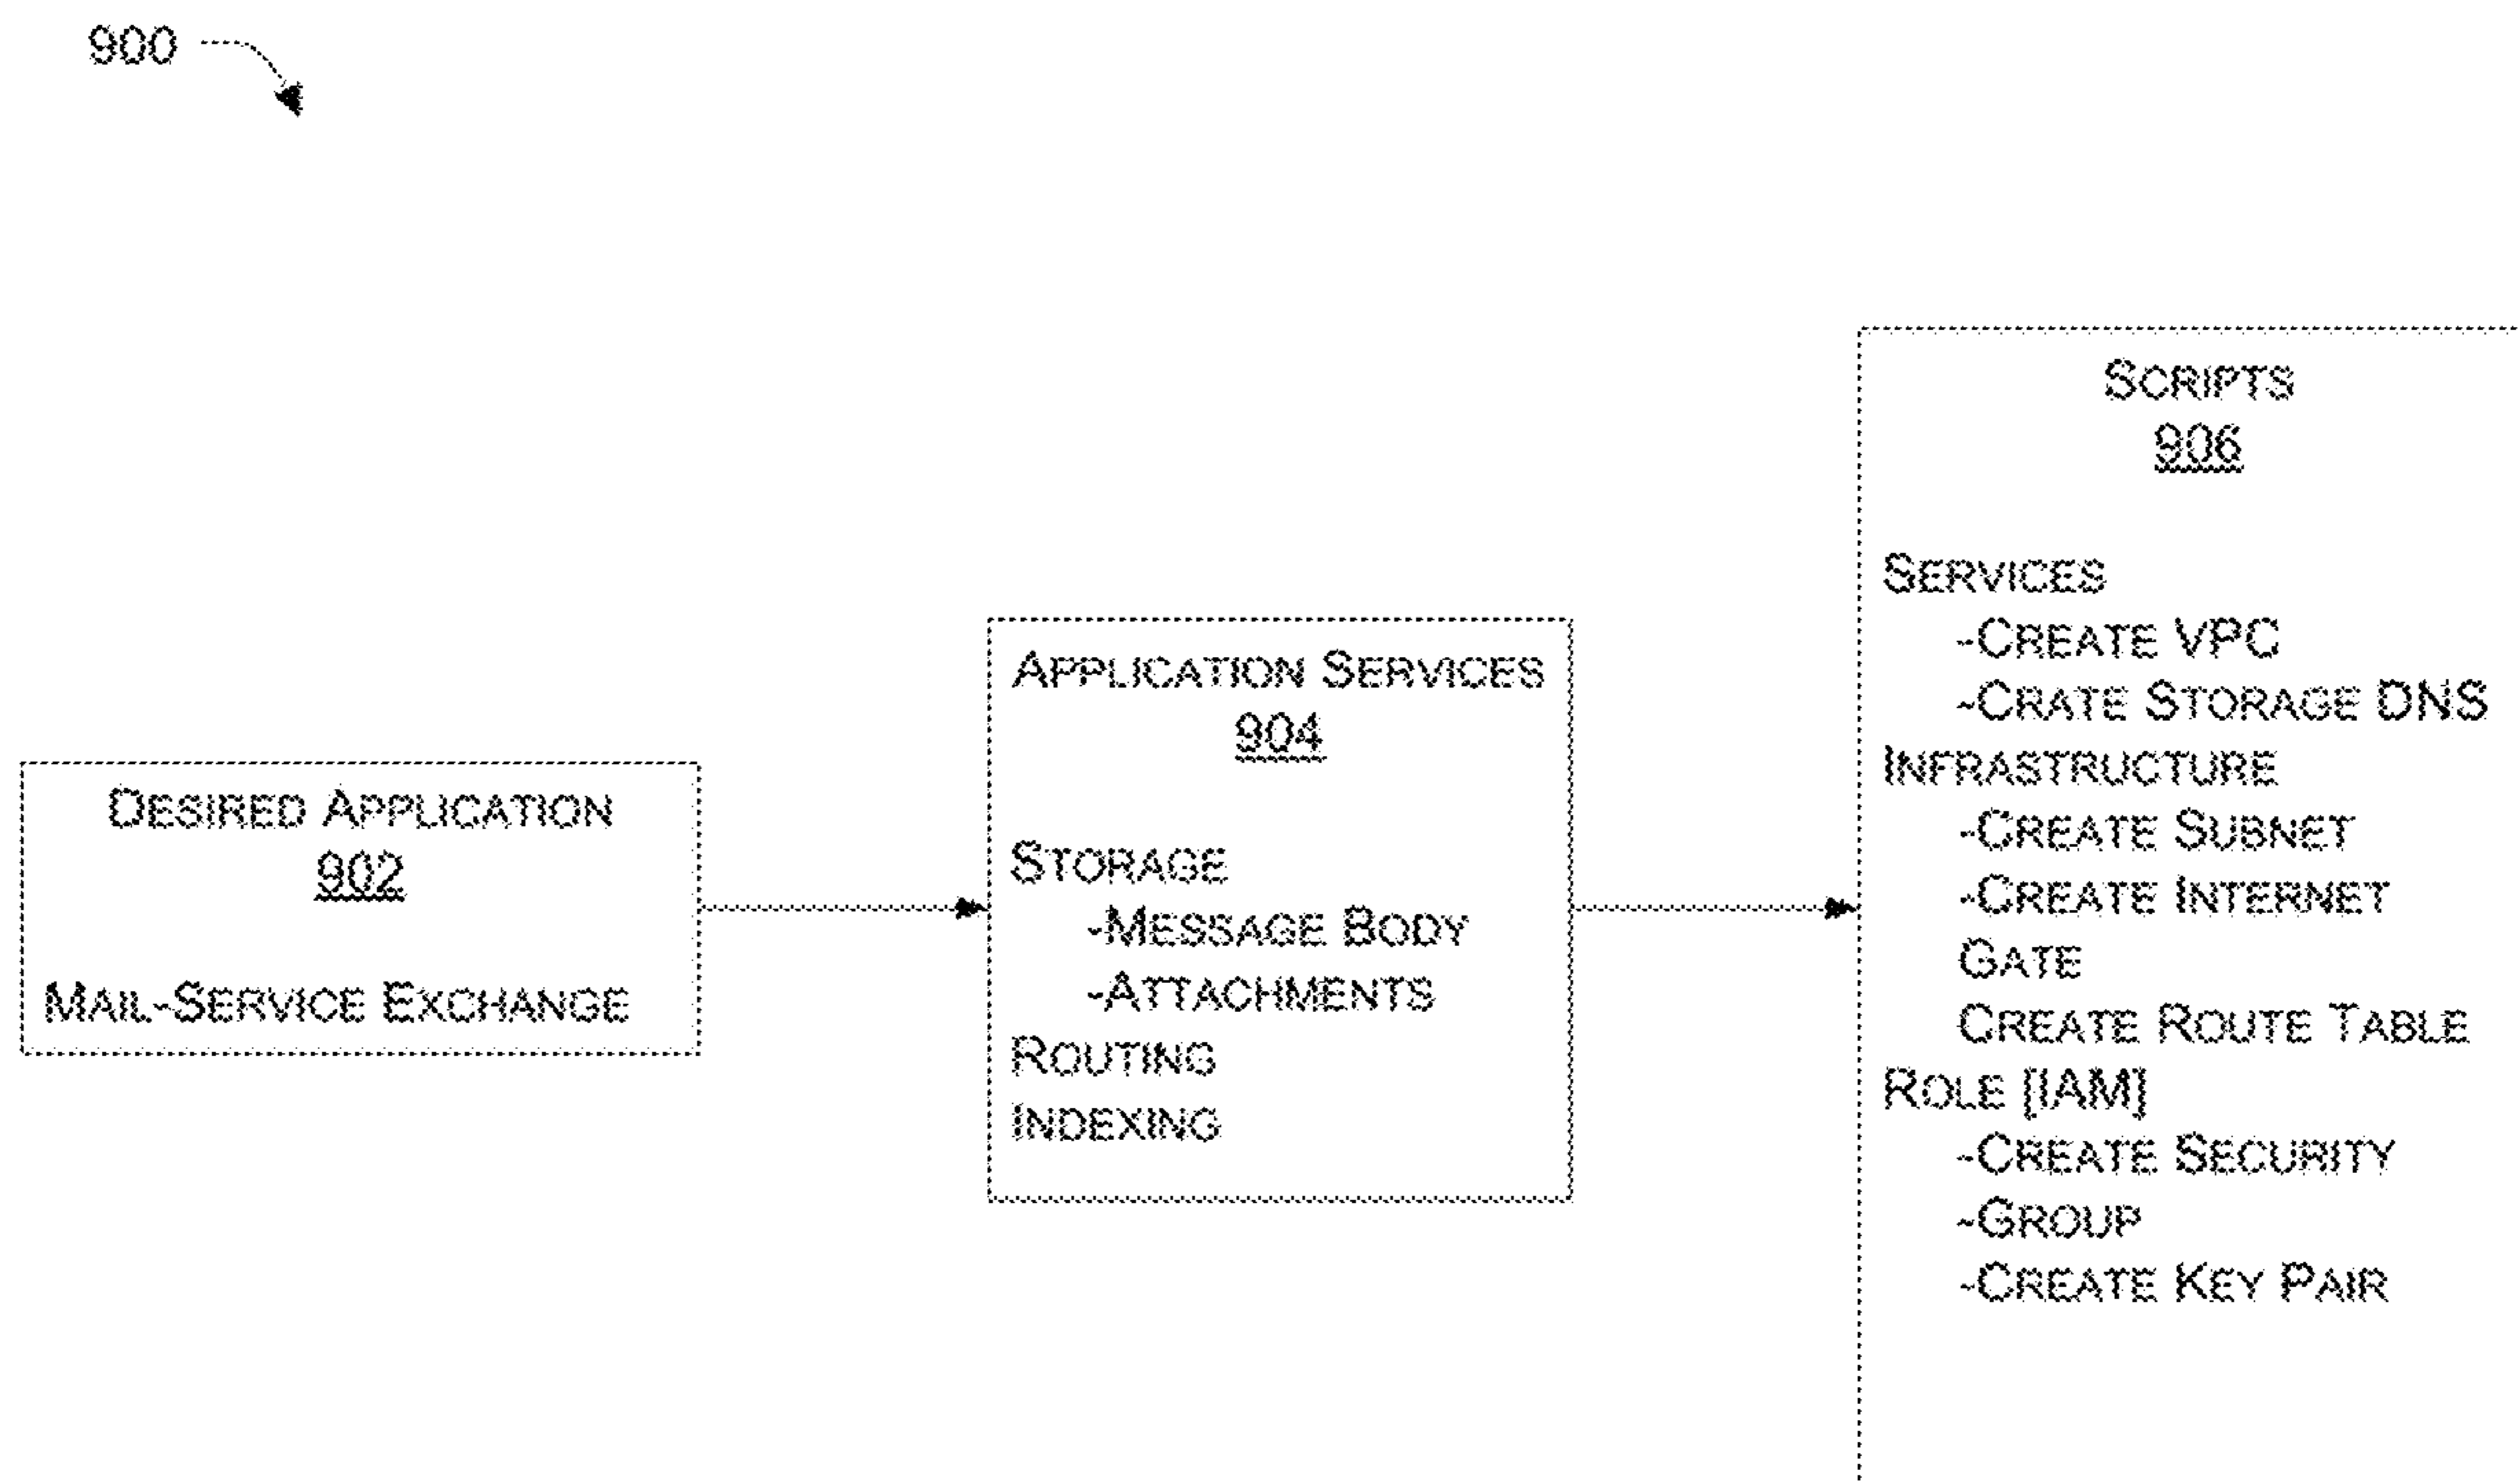 900
Desired Application
902
Mail-Service Exchange
Application Services
904
Storage
-Message Body
-Attachments
Routing
Indexing
Scripts
906
Services
-Create VPC
-Crate Storage DNS
Infrastructure
-Create Subnet
-Create Internet
Gate
Create Route Table
Role [IAM]
-Create Security
-Group
-Create Key Pair